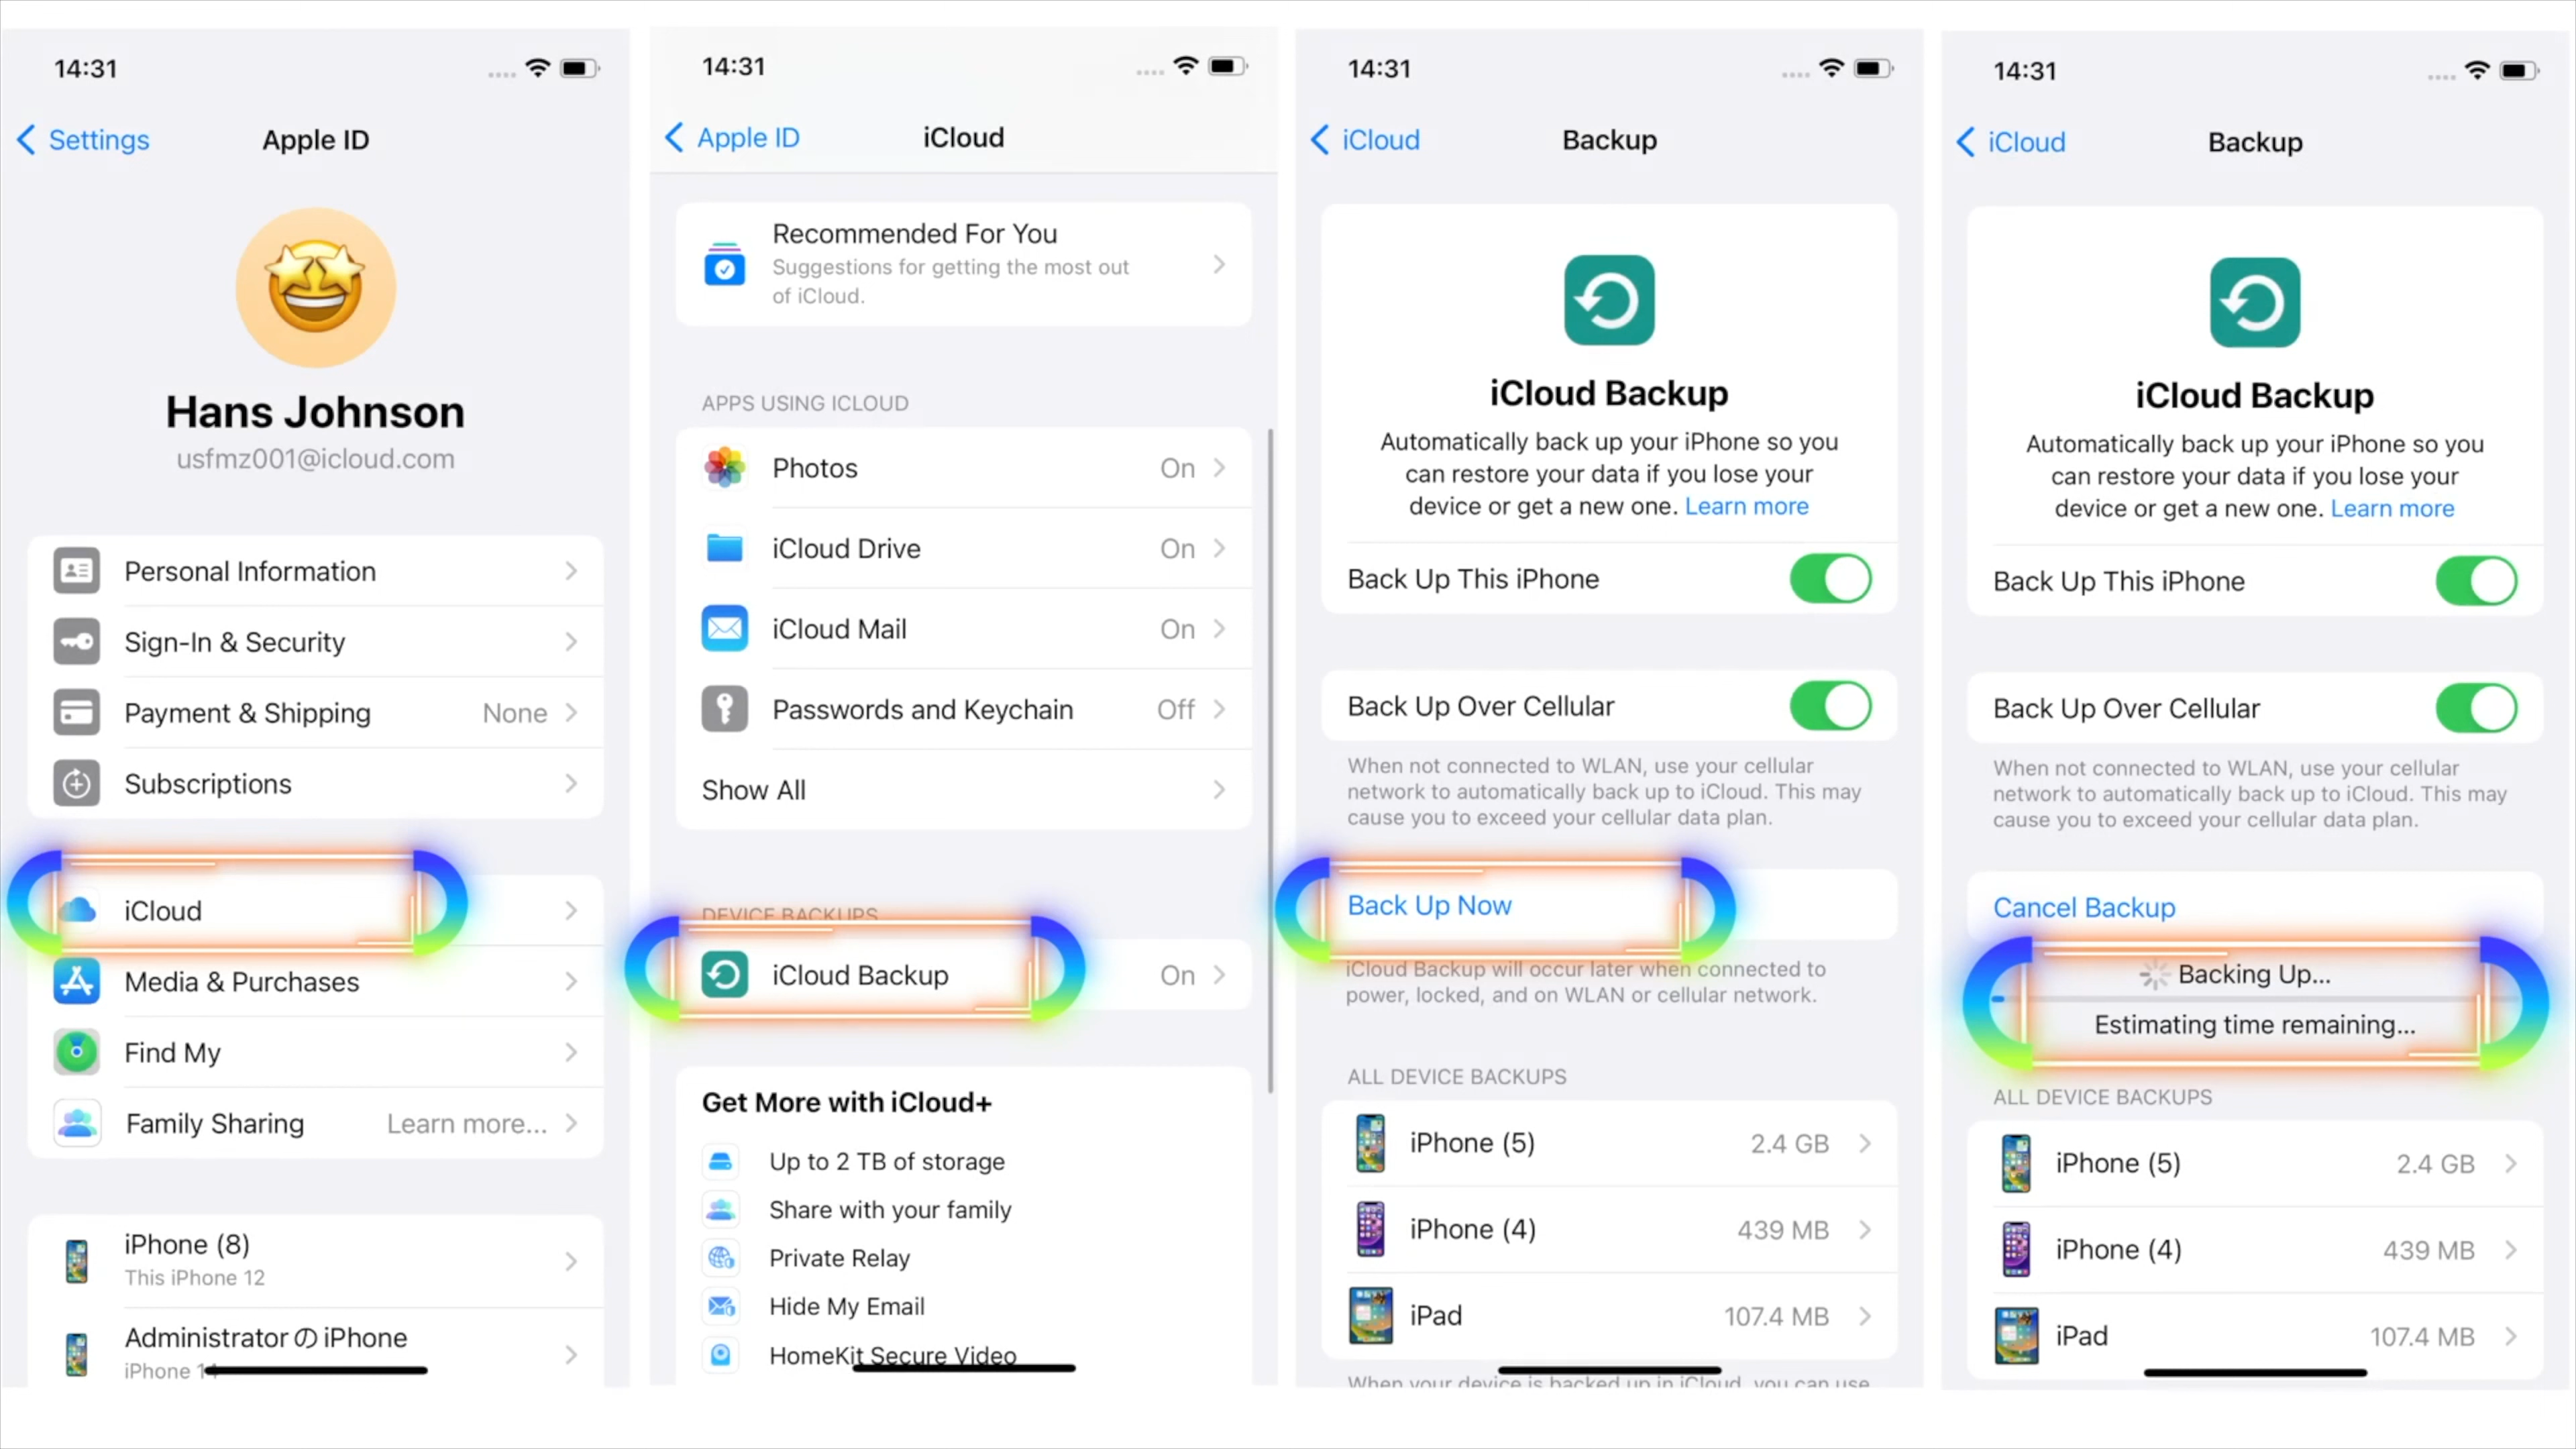 14:31
Settings
Apple ID
Hans Johnson
usfmz001@icloud.com
Personal Information
Sign-In & Security
Payment & Shipping None
Subscriptions
iCloud
Media & Purchases
Find My
Family Sharing Learn more...
iPhone (8)
This iPhone 12
Administrator の iPhone
iPhone
14:31
Apple ID
iCloud
Recommended For You
Suggestions for getting the most out
of iCloud.
APPS USING ICLOUD
Photos On
iCloud Drive On
iCloud Mail On
Passwords and Keychain Off
Show All
DEVICE BACKUPS
iCloud Backup On
Get More with iCloud+
Up to 2 TB of storage
Share with your family
Private Relay
Hide My Email
HomeKit Secure Video
14:31
iCloud
Backup
iCloud Backup
Automatically back up your iPhone so you
can restore your data if you lose your
device or get a new one. Learn more
Back Up This iPhone
Back Up Over Cellular
When not connected to WLAN, use your cellular
network to automatically back up to iCloud. This may
cause you to exceed your cellular data plan.
Back Up Now
iCloud Backup will occur later when connected to
power, locked, and on WLAN or cellular network.
ALL DEVICE BACKUPS
iPhone (5) 2.4 GB
iPhone (4) 439 MB
iPad 107.4 MB
When your device is backed up in iCloud, you can use
14:31
iCloud
Backup
iCloud Backup
Automatically back up your iPhone so you
can restore your data if you lose your
device or get a new one. Learn more
Back Up This iPhone
Back Up Over Cellular
When not connected to WLAN, use your cellular
network to automatically back up to iCloud. This may
cause you to exceed your cellular data plan.
Cancel Backup
Backing Up...
Estimating time remaining...
ALL DEVICE BACKUPS
iPhone (5) 2.4 GB
iPhone (4) 439 MB
iPad 107.4 MB